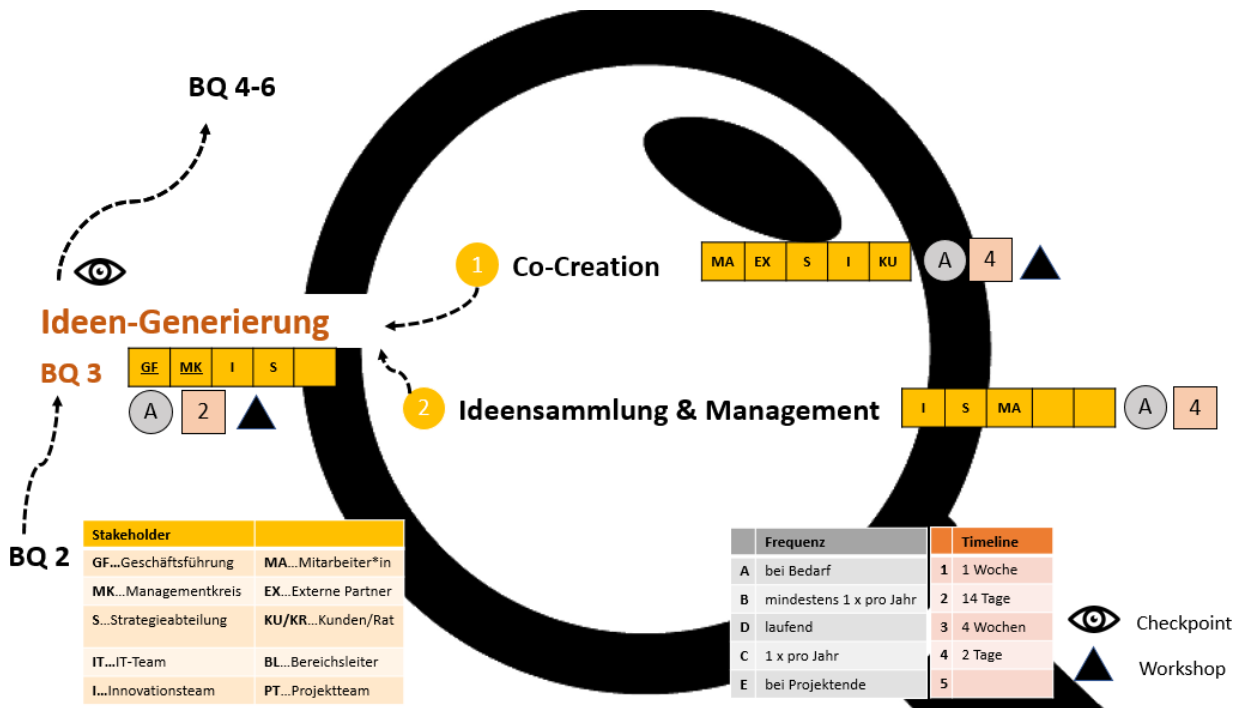 BQ 4-6
1 Co-Creation
MA EX S I KU A 4
Ideen-Generierung
BQ 3
GF MK I S
A 2
2 Ideensammlung & Management
I S MA A 4
BQ 2
Stakeholder
GF...Geschäftsführung MA...Mitarbeiter*in
MK...Managementkreis EX...Externe Partner
S...Strategieabteilung KU/KR...Kunden/Rat
IT...IT-Team BL...Bereichsleiter
I...Innovationsteam PT...Projektteam
Frequenz
A bei Bedarf
B mindestens 1 x pro Jahr
D laufend
C 1 x pro Jahr
E bei Projektende
Timeline
1 1 Woche
2 14 Tage
3 4 Wochen
4 2 Tage
5
Checkpoint
Workshop